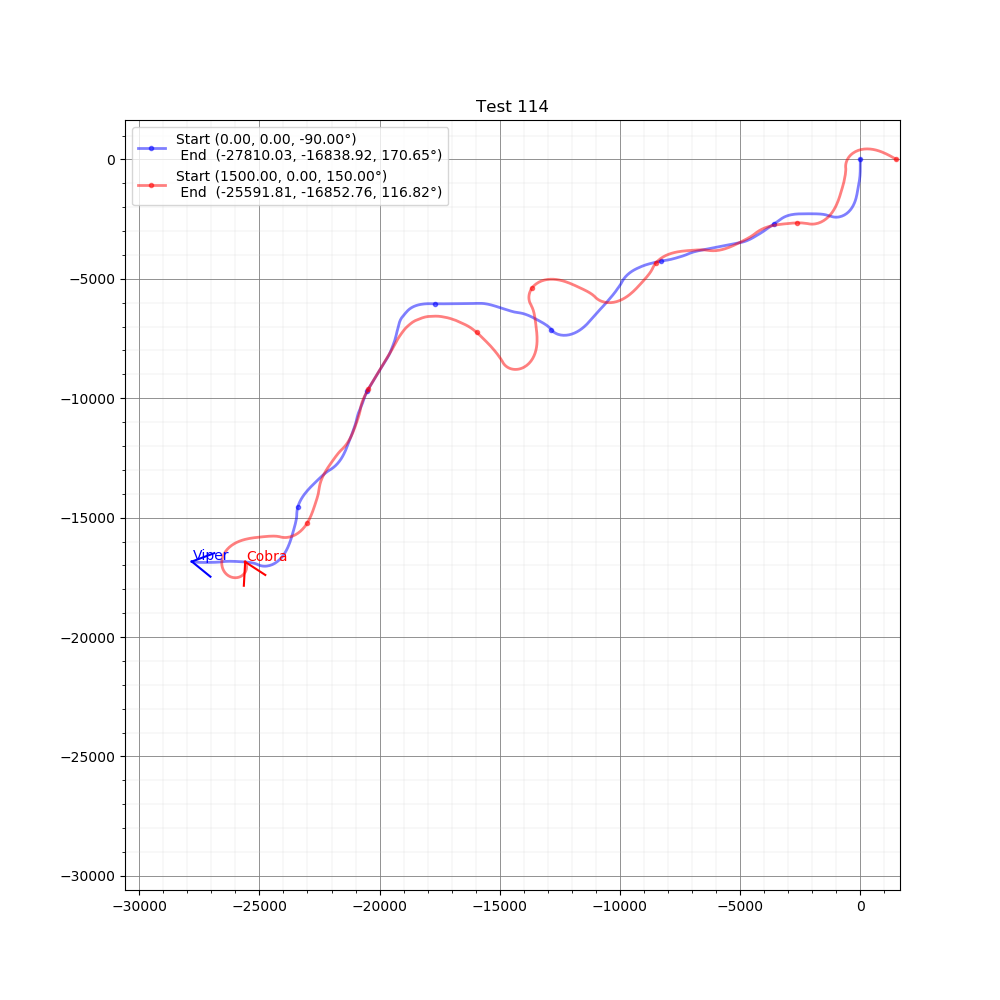 Test 114
Start (0.00, 0.00, -90.00°)
End (-27810.03, -16838.92, 170.65°)
Start (1500.00, 0.00, 150.00°)
End (-25591.81, -16852.76, 116.82°)
0
−5000
−10000
−15000
−20000
−25000
−30000
Viper
Cobra
−30000 −25000 −20000 −15000 −10000 −5000 0